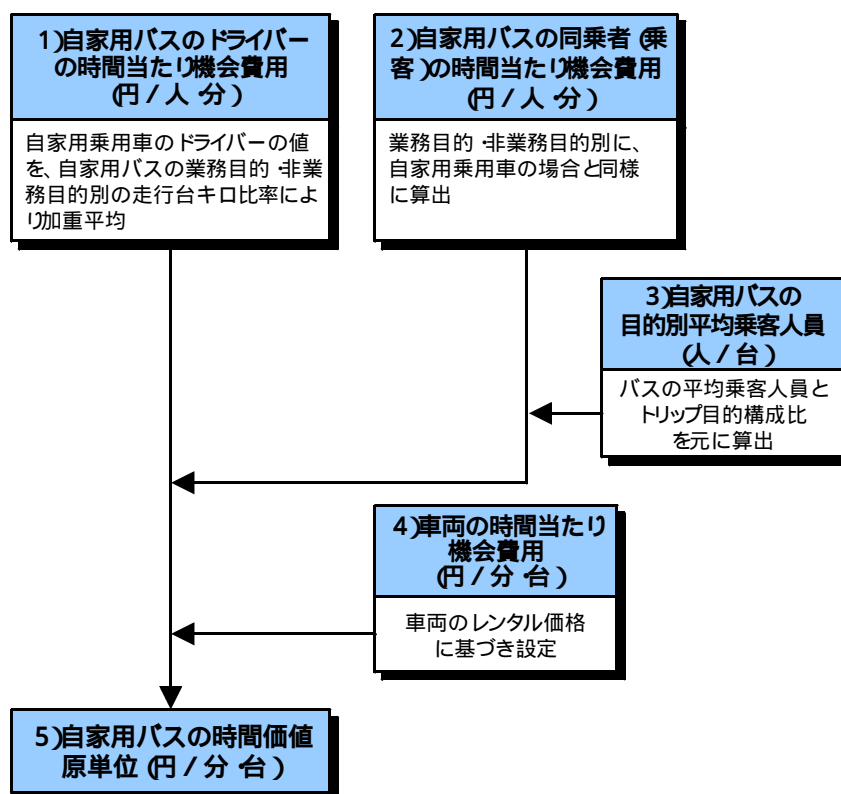 1)自家用バスのドライバー
の時間当たり機会費用
(円/人・分)
自家用乗用車のドライバーの値
を、自家用バスの業務目的・非業
務目的別の走行台キロ比率によ
り加重平均
2)自家用バスの同乗者(乗
客)の時間当たり機会費用
(円/人・分)
業務目的・非業務目的別に、
自家用乗用車の場合と同様
に算出
3)自家用バスの
目的別平均乗客人員
(人/台)
バスの平均乗客人員と
トリップ目的構成比
を元に算出
4)車両の時間当たり
機会費用
(円/分・台)
車両のレンタル価格
に基づき設定
5)自家用バスの時間価値
原単位(円/分・台)